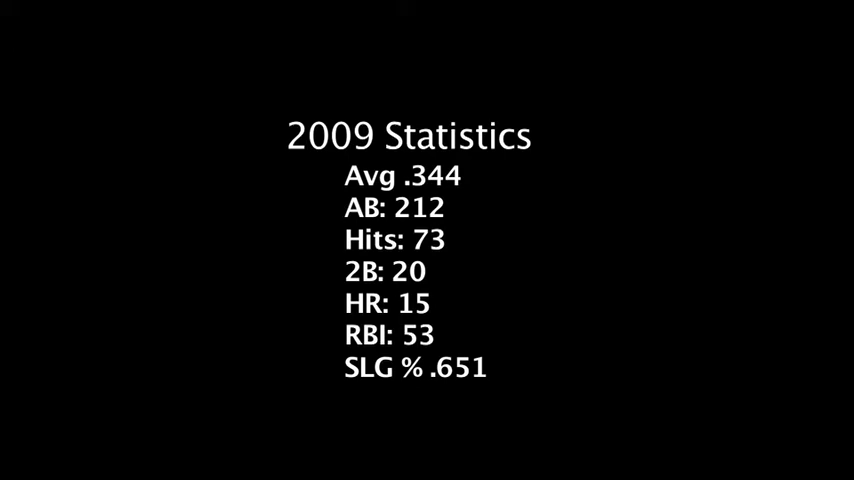 2009 Statistics
Avg .344
AB: 212
Hits: 73
2B: 20
HR: 15
RBI: 53
SLG % .651